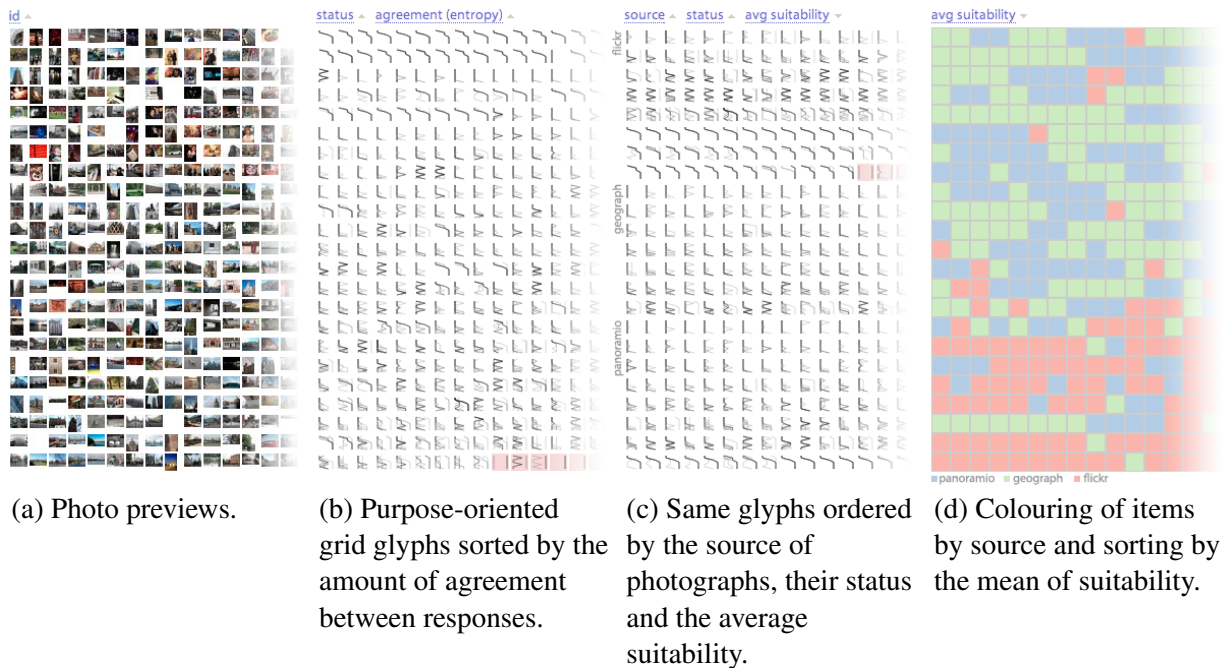 id
status agreement (entropy)
source status avg suitability
avg suitability
flickr
geograph
panoramio
panoramio geograph flickr
(a) Photo previews.
(b) Purpose-oriented
grid glyphs sorted by the
amount of agreement
between responses.
(c) Same glyphs ordered
by the source of
photographs, their status
and the average
suitability.
(d) Colouring of items
by source and sorting by
the mean of suitability.